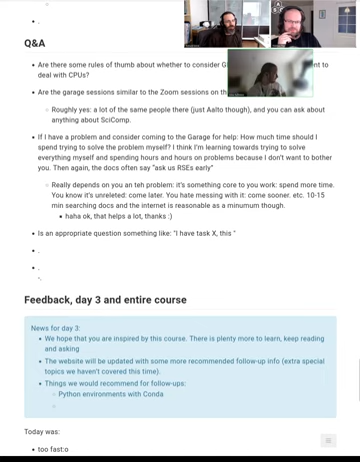 Q&A
• Are there some rules of thumb about whether to consider G nt to
deal with CPUs?
• Are the garage sessions similar to the Zoom sessions on th
Roughly yes: a lot of the same people there (just Aalto though), and you can ask about
anything about SciComp.
• If I have a problem and consider coming to the Garage for help: How much time should I
spend trying to solve the problem myself? I think I'm learning towards trying to solve
everything myself and spending hours and hours on problems because I don't want to bother
you. Then again, the docs often say "ask us RSEs early"
Really depends on you an teh problem: it's something core to you work: spend more time.
You know it's unreleted: come later. You hate messing with it: come sooner. etc. 10-15
min searching docs and the internet is reasonable as a minumum though.
• haha ok, that helps a lot, thanks :)
• Is an appropriate question something like: "I have task X, this "
• .
• .
Feedback, day 3 and entire course
News for day 3:
• We hope that you are inspired by this course. There is plenty more to learn, keep reading
and asking
• The website will be updated with some more recommended follow-up info (extra special
topics we haven't covered this time).
• Things we would recommend for follow-ups:
Python environments with Conda
Today was:
• too fast:o